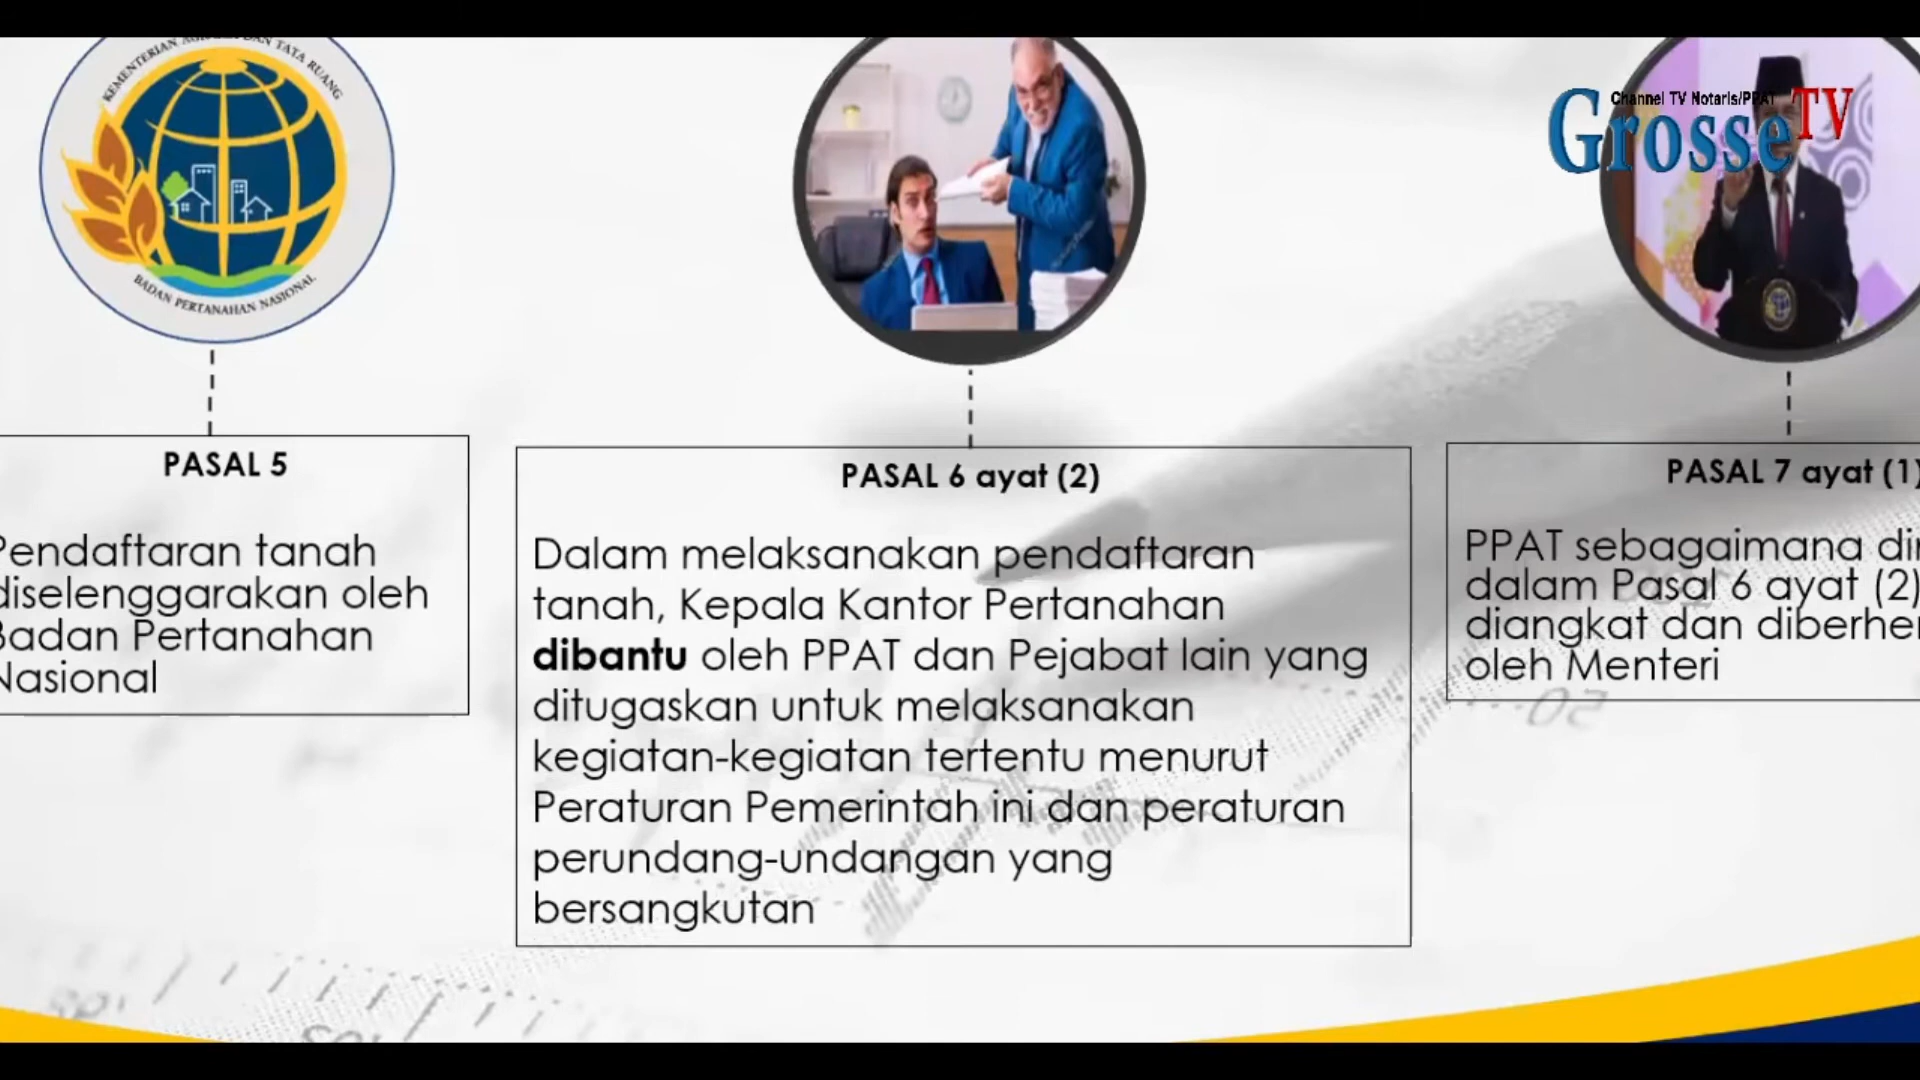 KEMENTERIAN AGRARIA DAN TATA RUANG
BADAN PERTANAHAN NASIONAL
Channel TV Notaris/PPAT
Grosse TV
PASAL 5
Pendaftaran tanah
diselenggarakan oleh
Badan Pertanahan
Nasional
PASAL 6 ayat (2)
Dalam melaksanakan pendaftaran
tanah, Kepala Kantor Pertanahan
dibantu oleh PPAT dan Pejabat lain yang
ditugaskan untuk melaksanakan
kegiatan-kegiatan tertentu menurut
Peraturan Pemerintah ini dan peraturan
perundang-undangan yang
bersangkutan
PASAL 7 ayat (1)
PPAT sebagaimana
dalam Pasal 6 ayat (2)
diangkat dan
oleh Menteri